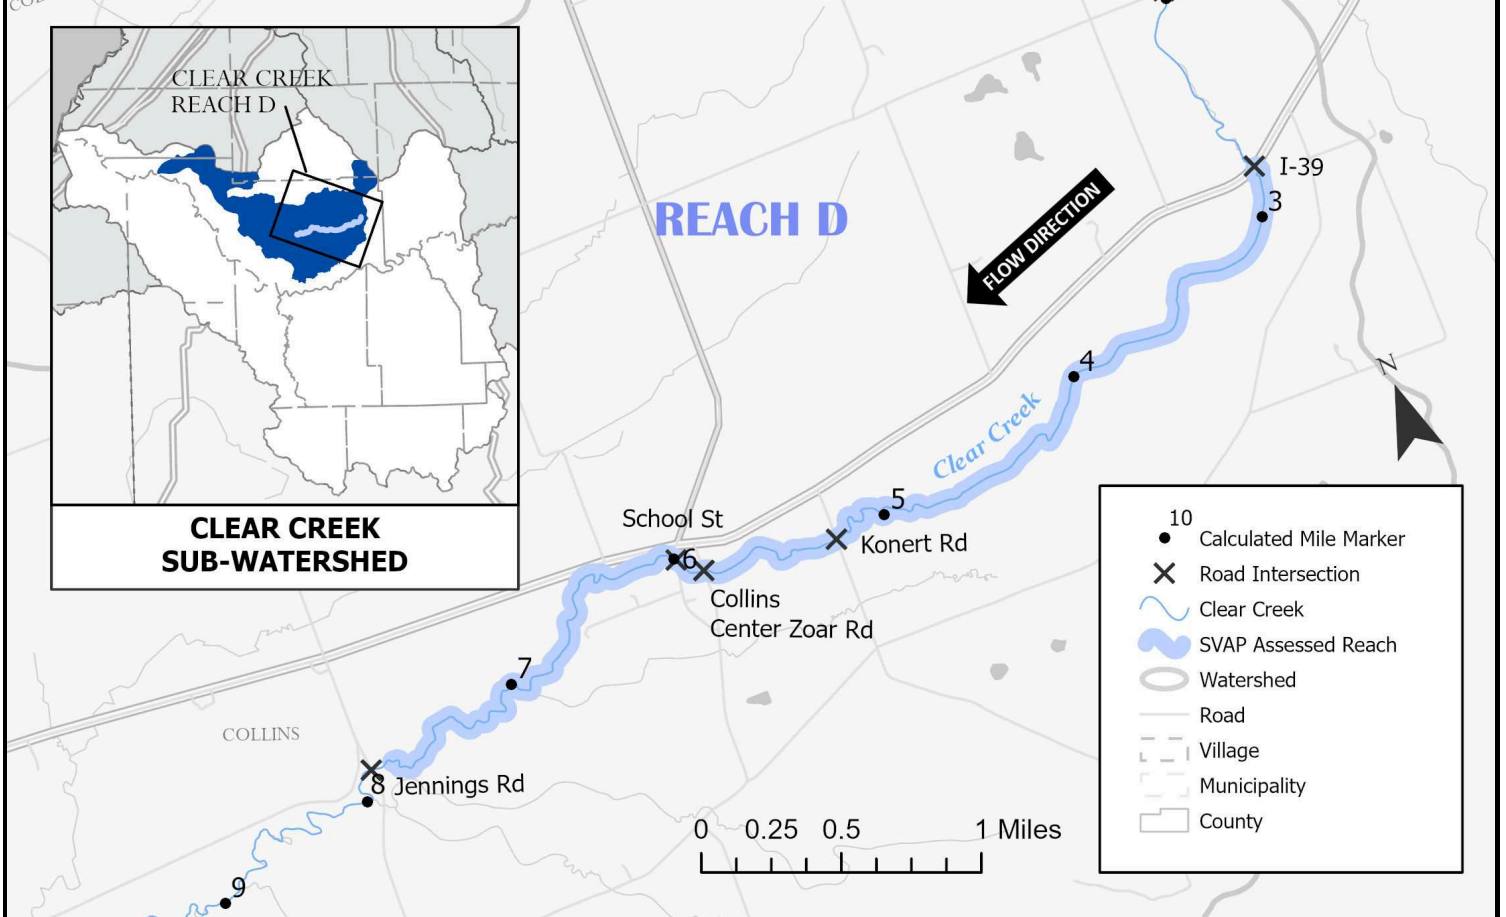 CLEAR CREEK
REACH D
CLEAR CREEK
SUB-WATERSHED
REACH D
FLOW DIRECTION
I-39
3
4
Clear Creek
5
Konert Rd
School St
6
Collins
Center Zoar Rd
7
COLLINS
8 Jennings Rd
9
N
0 0.25 0.5 1 Miles
10
Calculated Mile Marker
Road Intersection
Clear Creek
SVAP Assessed Reach
Watershed
Road
Village
Municipality
County